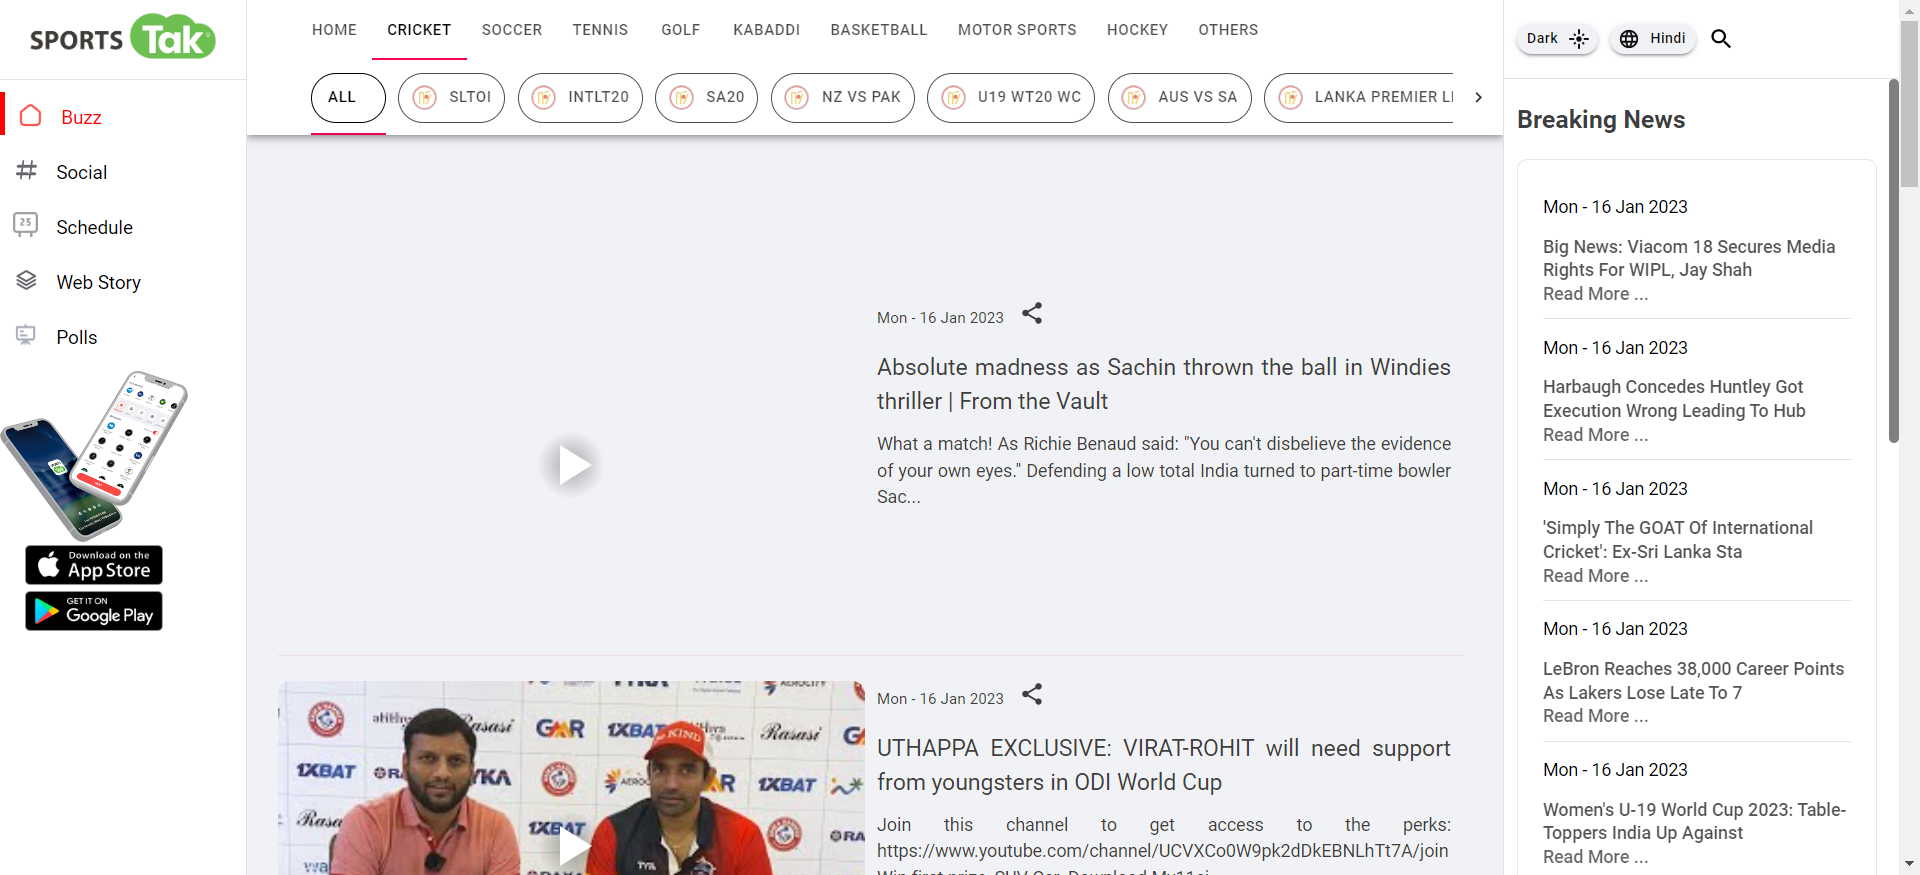 SPORTS Tak
HOME CRICKET SOCCER TENNIS GOLF KABADDI BASKETBALL MOTOR SPORTS HOCKEY OTHERS
Dark Hindi
ALL SLTOI INTLT20 SA20 NZ VS PAK U19 WT20 WC AUS VS SA LANKA PREMIER
Buzz
Social
25
Schedule
Web Story
Polls
Download on the
App Store
GET IT ON
Google Play
Mon - 16 Jan 2023
Absolute madness as Sachin thrown the ball in Windies
thriller | From the Vault
What a match! As Richie Benaud said: "You can't disbelieve the evidence
of your own eyes." Defending a low total India turned to part-time bowler
Sac...
Rasasi
GMR
1XBAT
KIND
Rasasi
1XBAT
1XBAT
1XBAT
Mon - 16 Jan 2023
UTHAPPA EXCLUSIVE: VIRAT-ROHIT will need support
from youngsters in ODI World Cup
Join this channel to get access to the perks:
https://www.youtube.com/channel/UCVXCo0W9pk2dDkEBNLhTt7A/join
Breaking News
Mon - 16 Jan 2023
Big News: Viacom 18 Secures Media
Rights For WIPL, Jay Shah
Read More ...
Mon - 16 Jan 2023
Harbaugh Concedes Huntley Got
Execution Wrong Leading To Hub
Read More ...
Mon - 16 Jan 2023
'Simply The GOAT Of International
Cricket': Ex-Sri Lanka Sta
Read More ...
Mon - 16 Jan 2023
LeBron Reaches 38,000 Career Points
As Lakers Lose Late To 7
Read More ...
Mon - 16 Jan 2023
Women's U-19 World Cup 2023: Table-
Toppers India Up Against
Read More ...